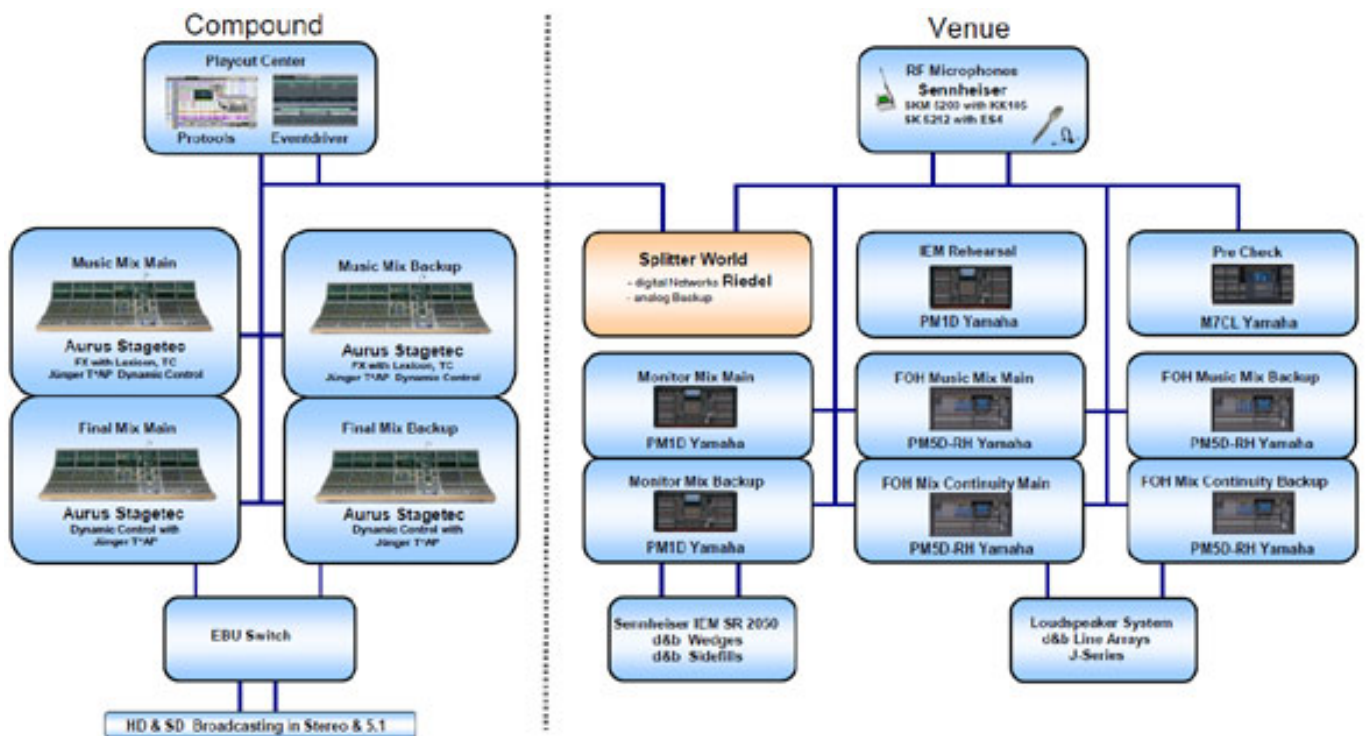 Compound
Venue
Playout Center
Protools
Eventdriver
RF Microphones
Sennheiser
SKM 5200 with KK105
SK 5212 with ES4
Music Mix Main
Aurus Stagetec
FX with Lexicon, TC
Jünger T*AP Dynamic Control
Music Mix Backup
Aurus Stagetec
FX with Lexicon, TC
Jünger T*AP Dynamic Control
Final Mix Main
Aurus Stagetec
Dynamic Control with
Jünger T*AP
Final Mix Backup
Aurus Stagetec
Dynamic Control with
Jünger T*AP
EBU Switch
HD & SD Broadcasting in Stereo & 5.1
Splitter World
- digital Networks Riedel
- analog Backup
IEM Rehearsal
PM1D Yamaha
Pre Check
M7CL Yamaha
Monitor Mix Main
PM1D Yamaha
FOH Music Mix Main
PM5D-RH Yamaha
FOH Music Mix Backup
PM5D-RH Yamaha
Monitor Mix Backup
PM1D Yamaha
FOH Mix Continuity Main
PM5D-RH Yamaha
FOH Mix Continuity Backup
PM5D-RH Yamaha
Sennheiser IEM SR 2050
d&b Wedges
d&b Sidefills
Loudspeaker System
d&b Line Arrays
J-Series